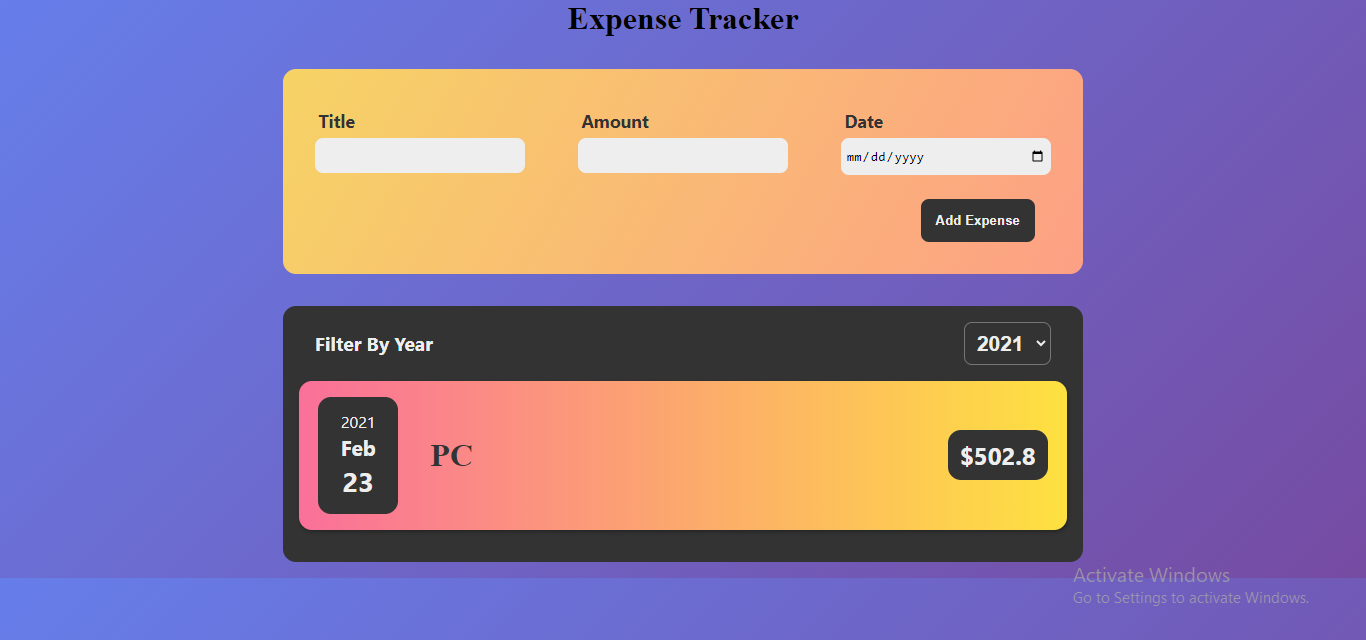 Expense Tracker
Title
Amount
Date
mm/dd/yyyy
Add Expense
Filter By Year
2021
2021
Feb
23
PC
$502.8
Activate Windows
Go to Settings to activate Windows.